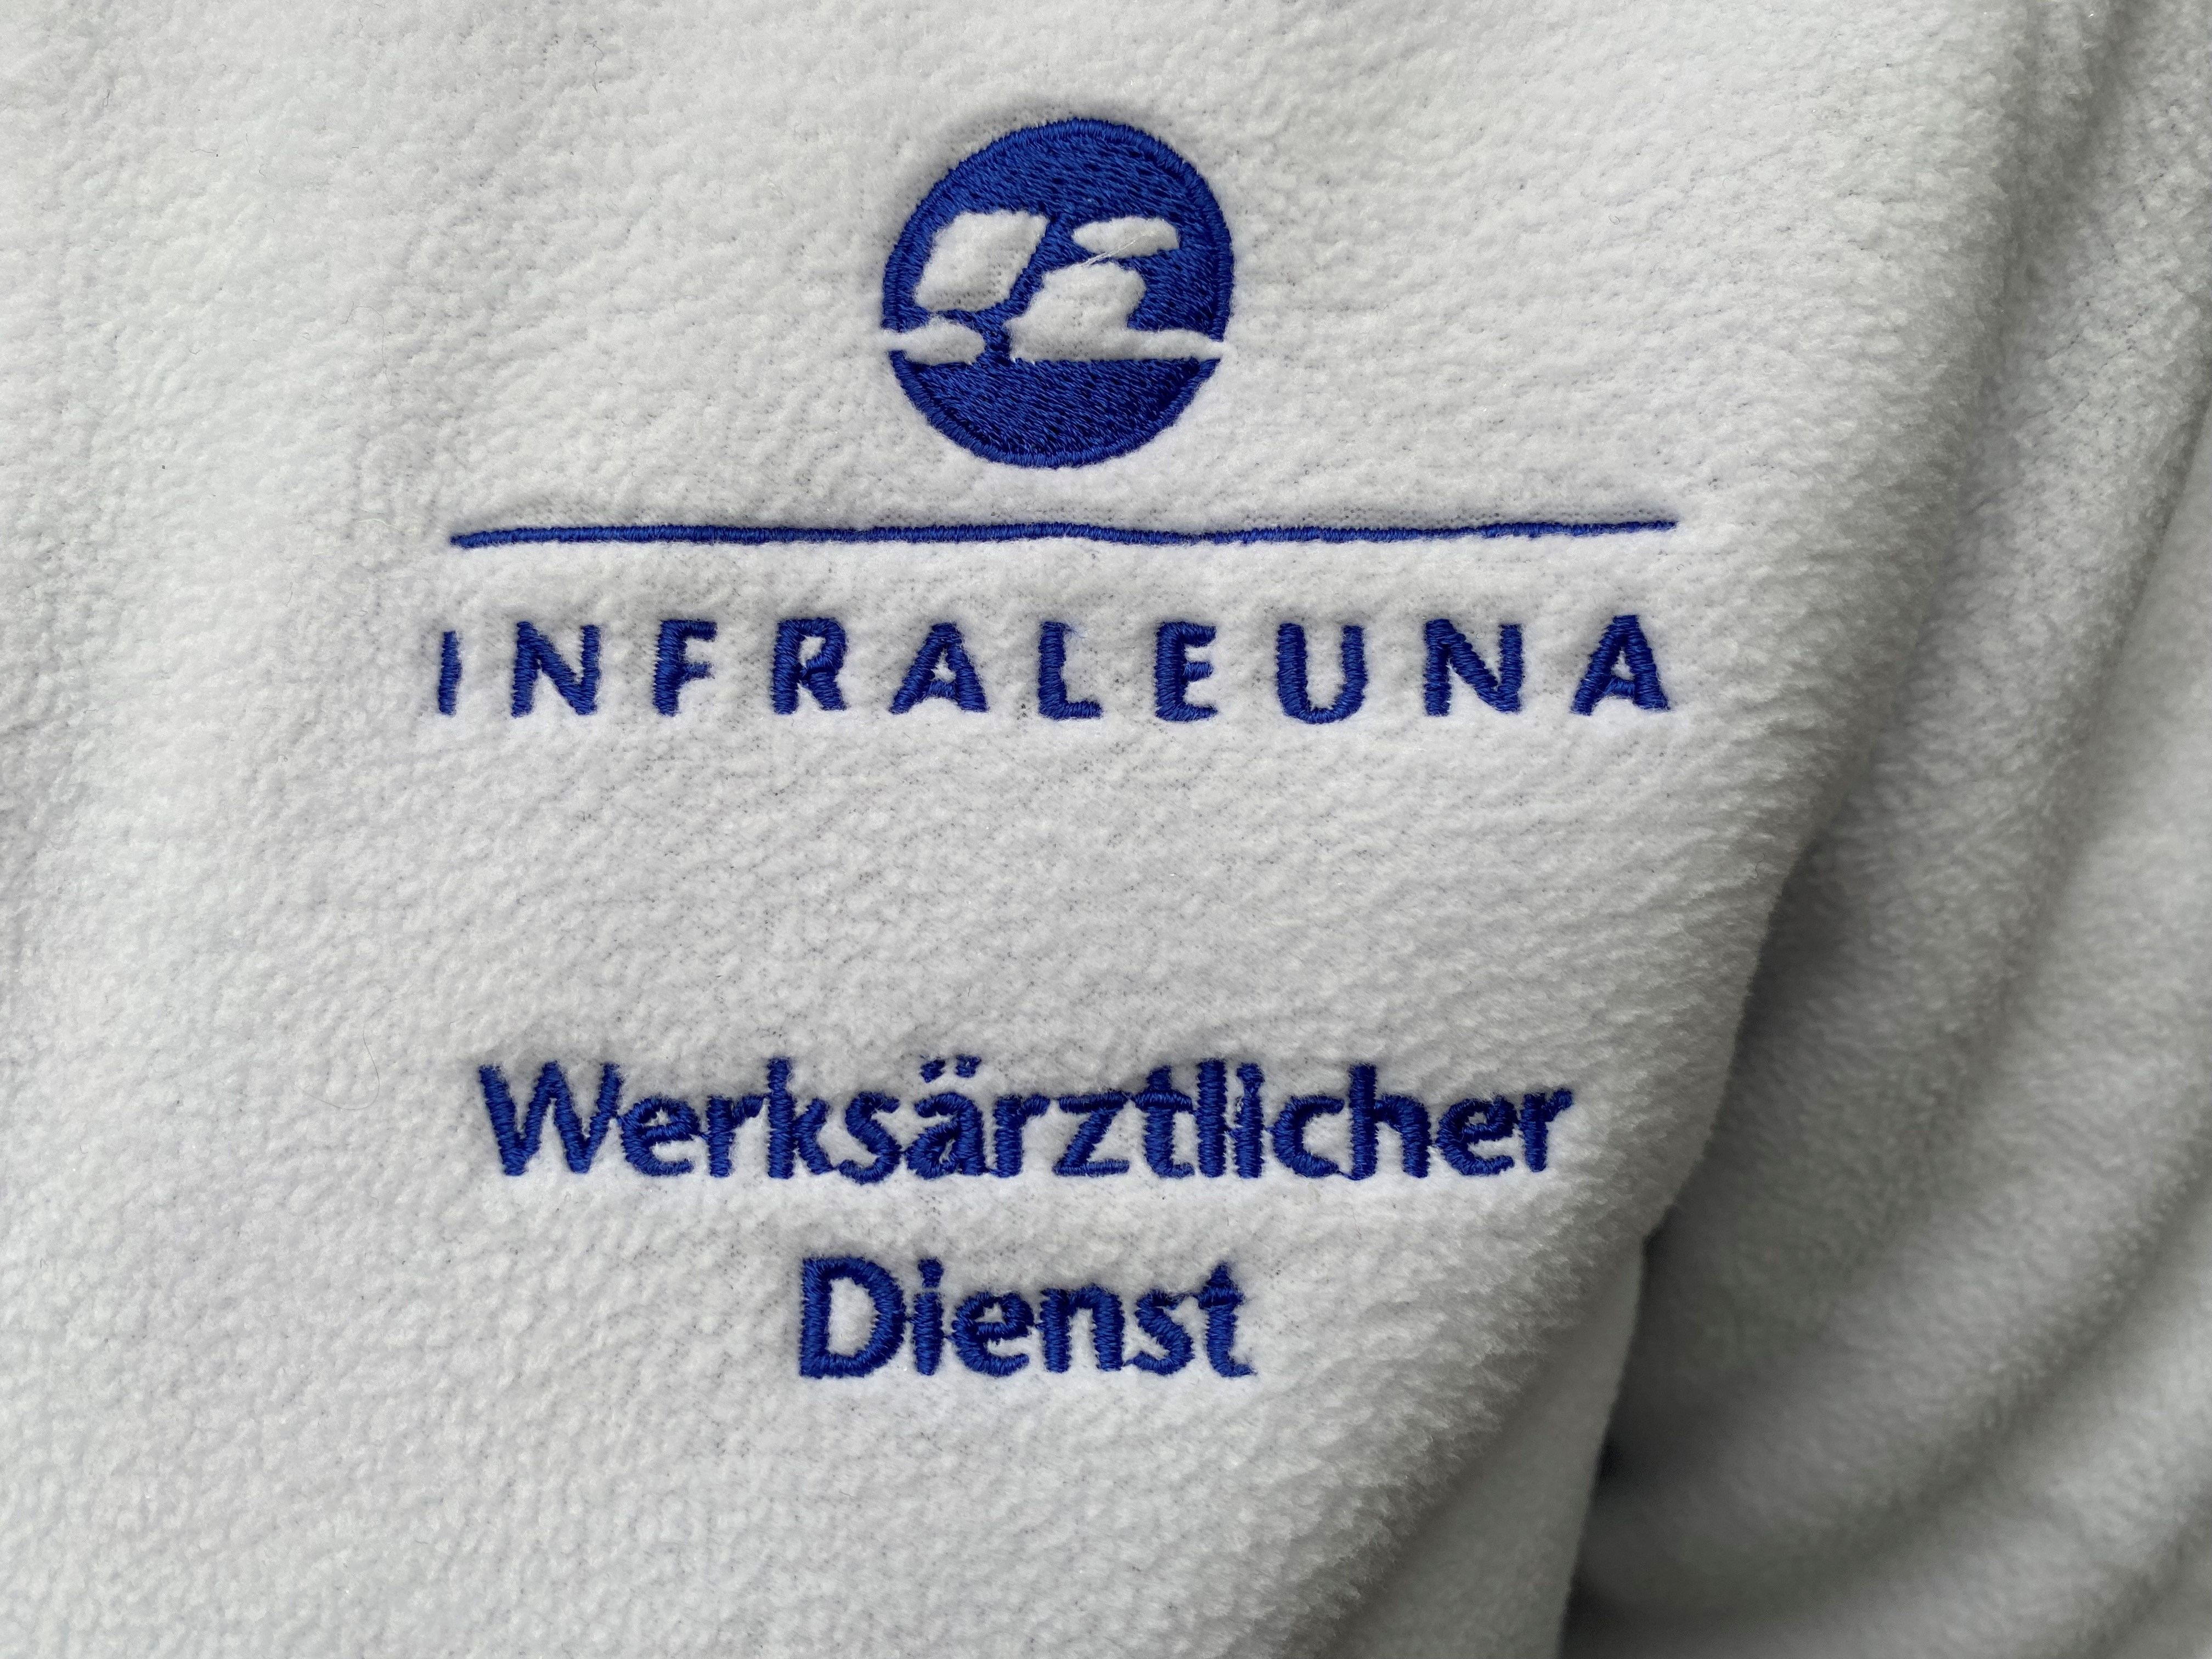 INFRALEUNA
Werksärztlicher
Dienst